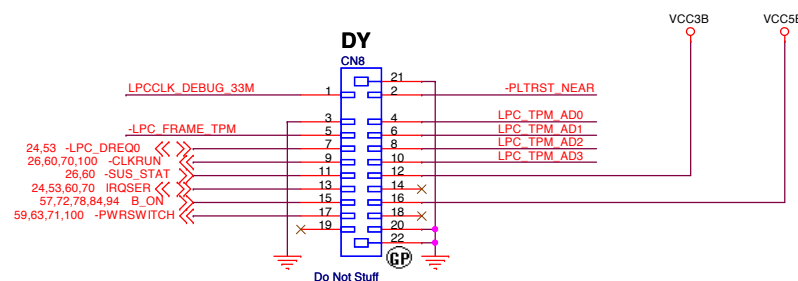 VCC3B VCC5B
DY
CN8
21
LPCCLK_DEBUG_33M 1 2 -PLTRST_NEAR
3 4 LPC_TPM_AD0
-LPC_FRAME_TPM 5 6 LPC_TPM_AD1
24,53 -LPC_DREQ0 7 8 LPC_TPM_AD2
26,60,70,100 -CLKRUN 9 10 LPC_TPM_AD3
26,60 -SUS_STAT 11 12
24,53,60,70 IRQSER 13 14
57,72,78,84,94 B_ON 15 16
59,63,71,100 -PWRSWITCH 17 18
19 20
22
GP
Do Not Stuff